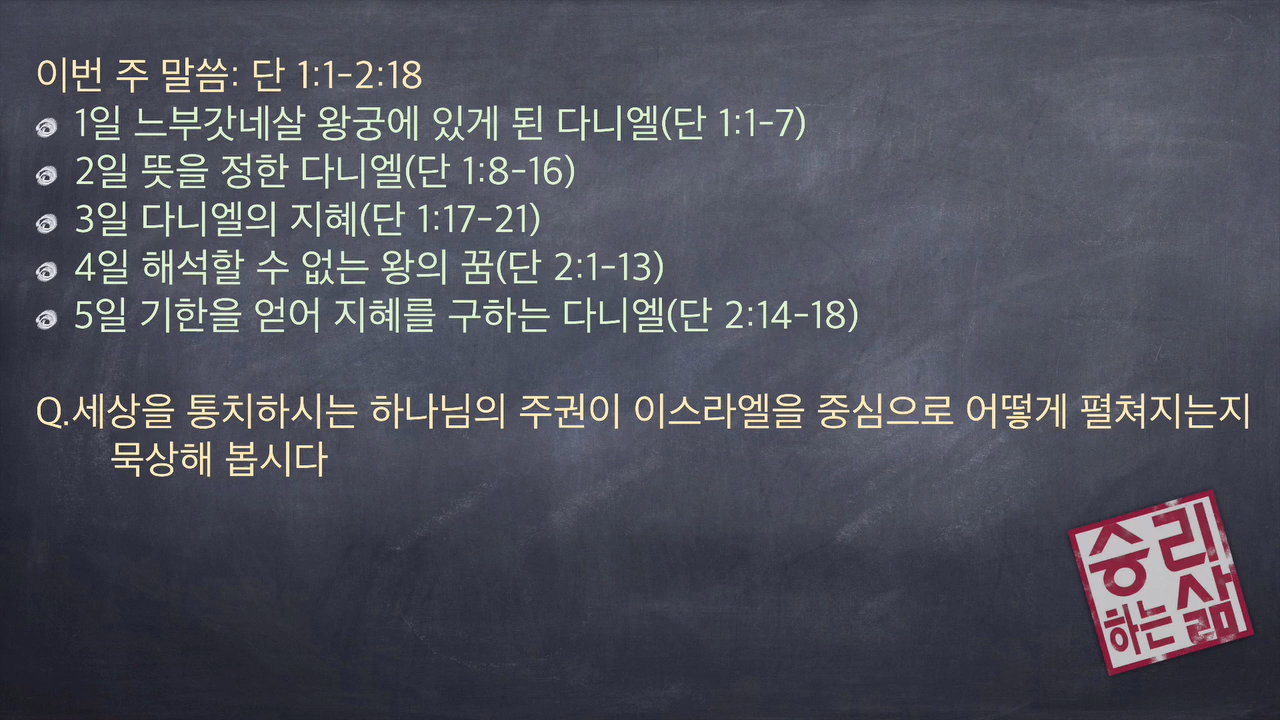 이번 주 말씀: 단 1:1-2:18
1일 느부갓네살 왕궁에 있게 된 다니엘(단 1:1-7)
2일 뜻을 정한 다니엘(단 1:8-16)
3일 다니엘의 지혜(단 1:17-21)
4일 해석할 수 없는 왕의 꿈(단 2:1-13)
5일 기한을 얻어 지혜를 구하는 다니엘(단 2:14-18)
Q.세상을 통치하시는 하나님의 주권이 이스라엘을 중심으로 어떻게 펼쳐지는지
묵상해 봅시다
승리
하는 삶